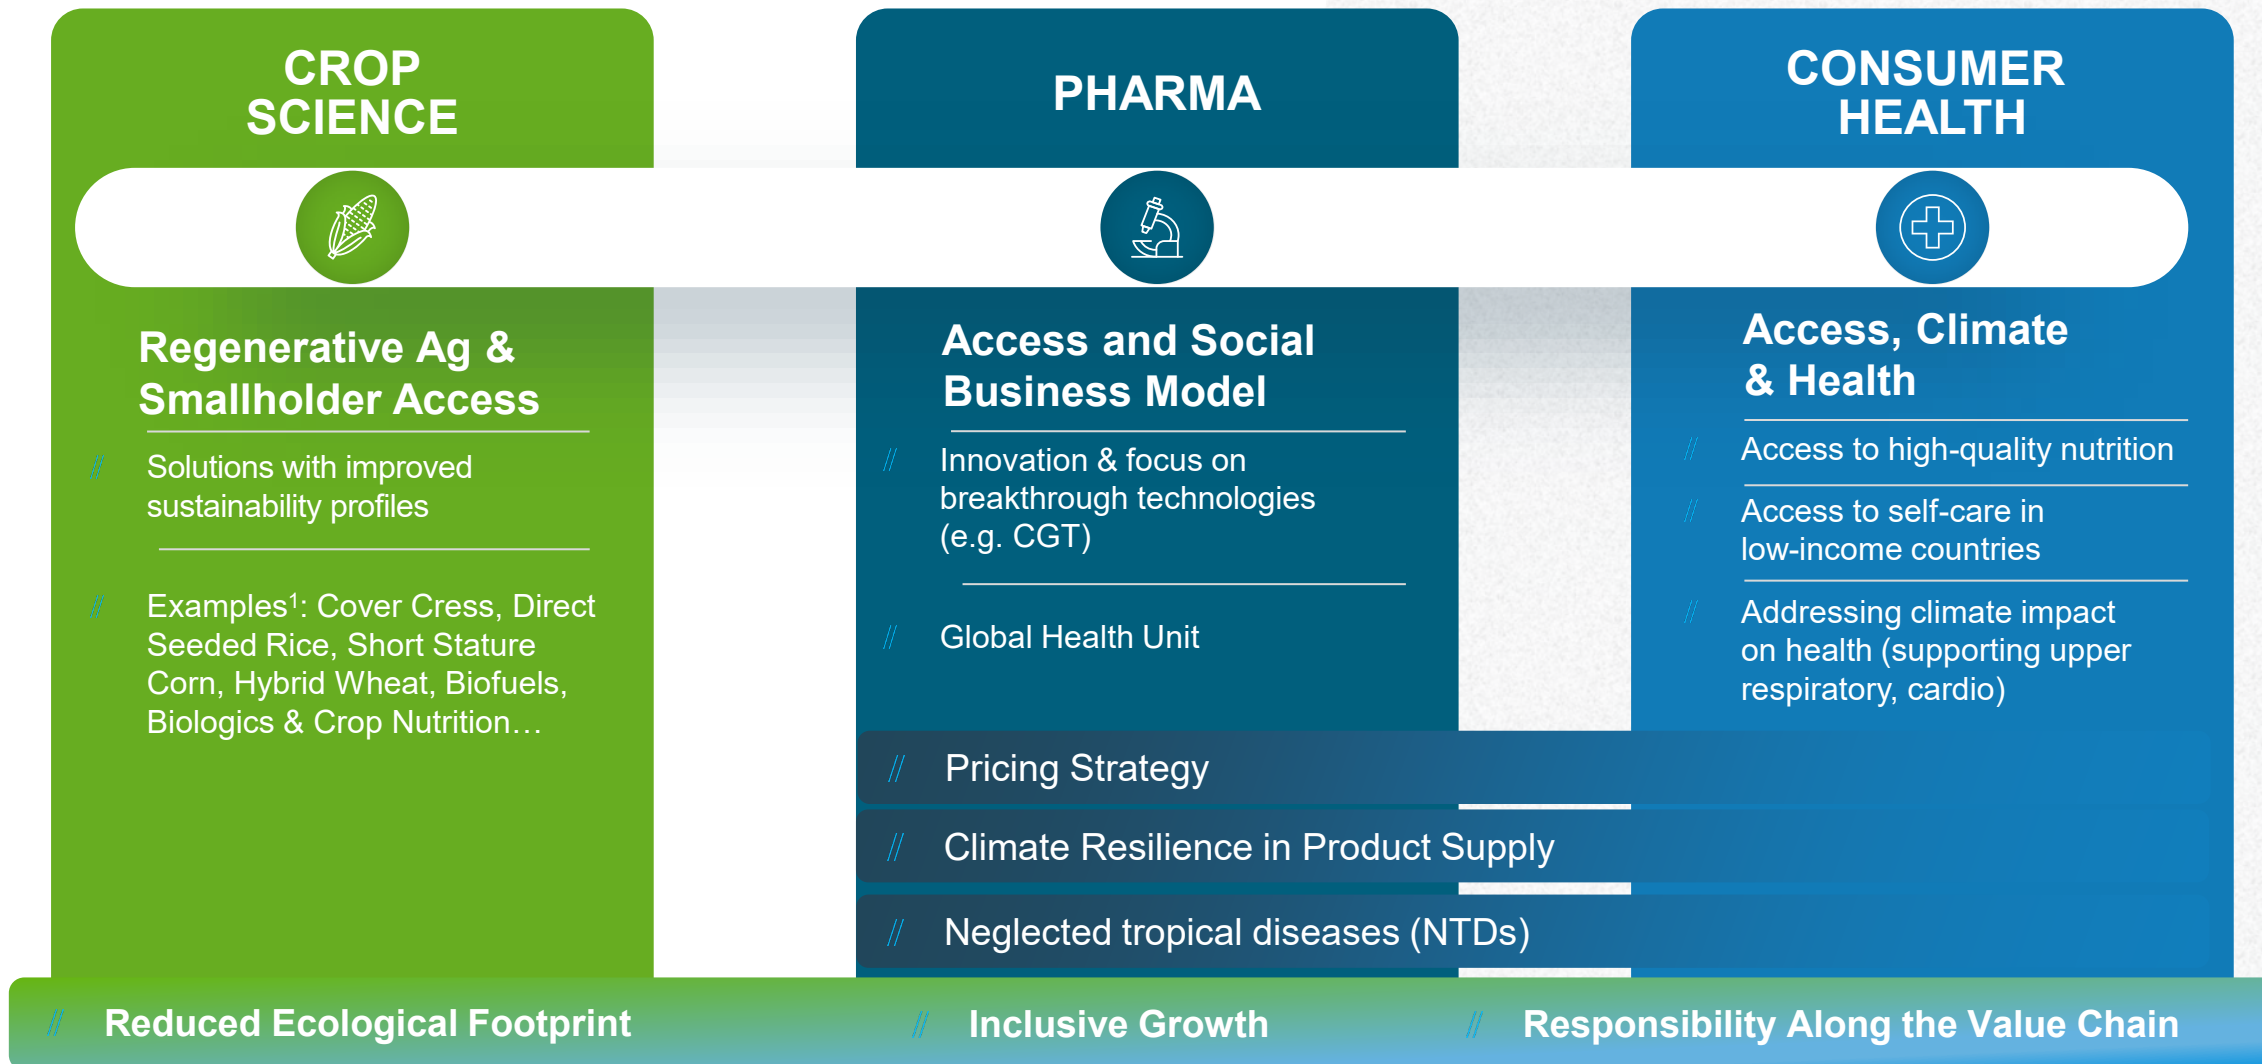 CROP
SCIENCE
Regenerative Ag &
Smallholder Access
// Solutions with improved
sustainability profiles
// Examples¹: Cover Cress, Direct
Seeded Rice, Short Stature
Corn, Hybrid Wheat, Biofuels,
Biologics & Crop Nutrition…
PHARMA
Access and Social
Business Model
// Innovation & focus on
breakthrough technologies
(e.g. CGT)
// Global Health Unit
CONSUMER
HEALTH
Access, Climate
& Health
// Access to high-quality nutrition
// Access to self-care in
low-income countries
// Addressing climate impact
on health (supporting upper
respiratory, cardio)
// Pricing Strategy
// Climate Resilience in Product Supply
// Neglected tropical diseases (NTDs)
// Reduced Ecological Footprint
// Inclusive Growth
// Responsibility Along the Value Chain